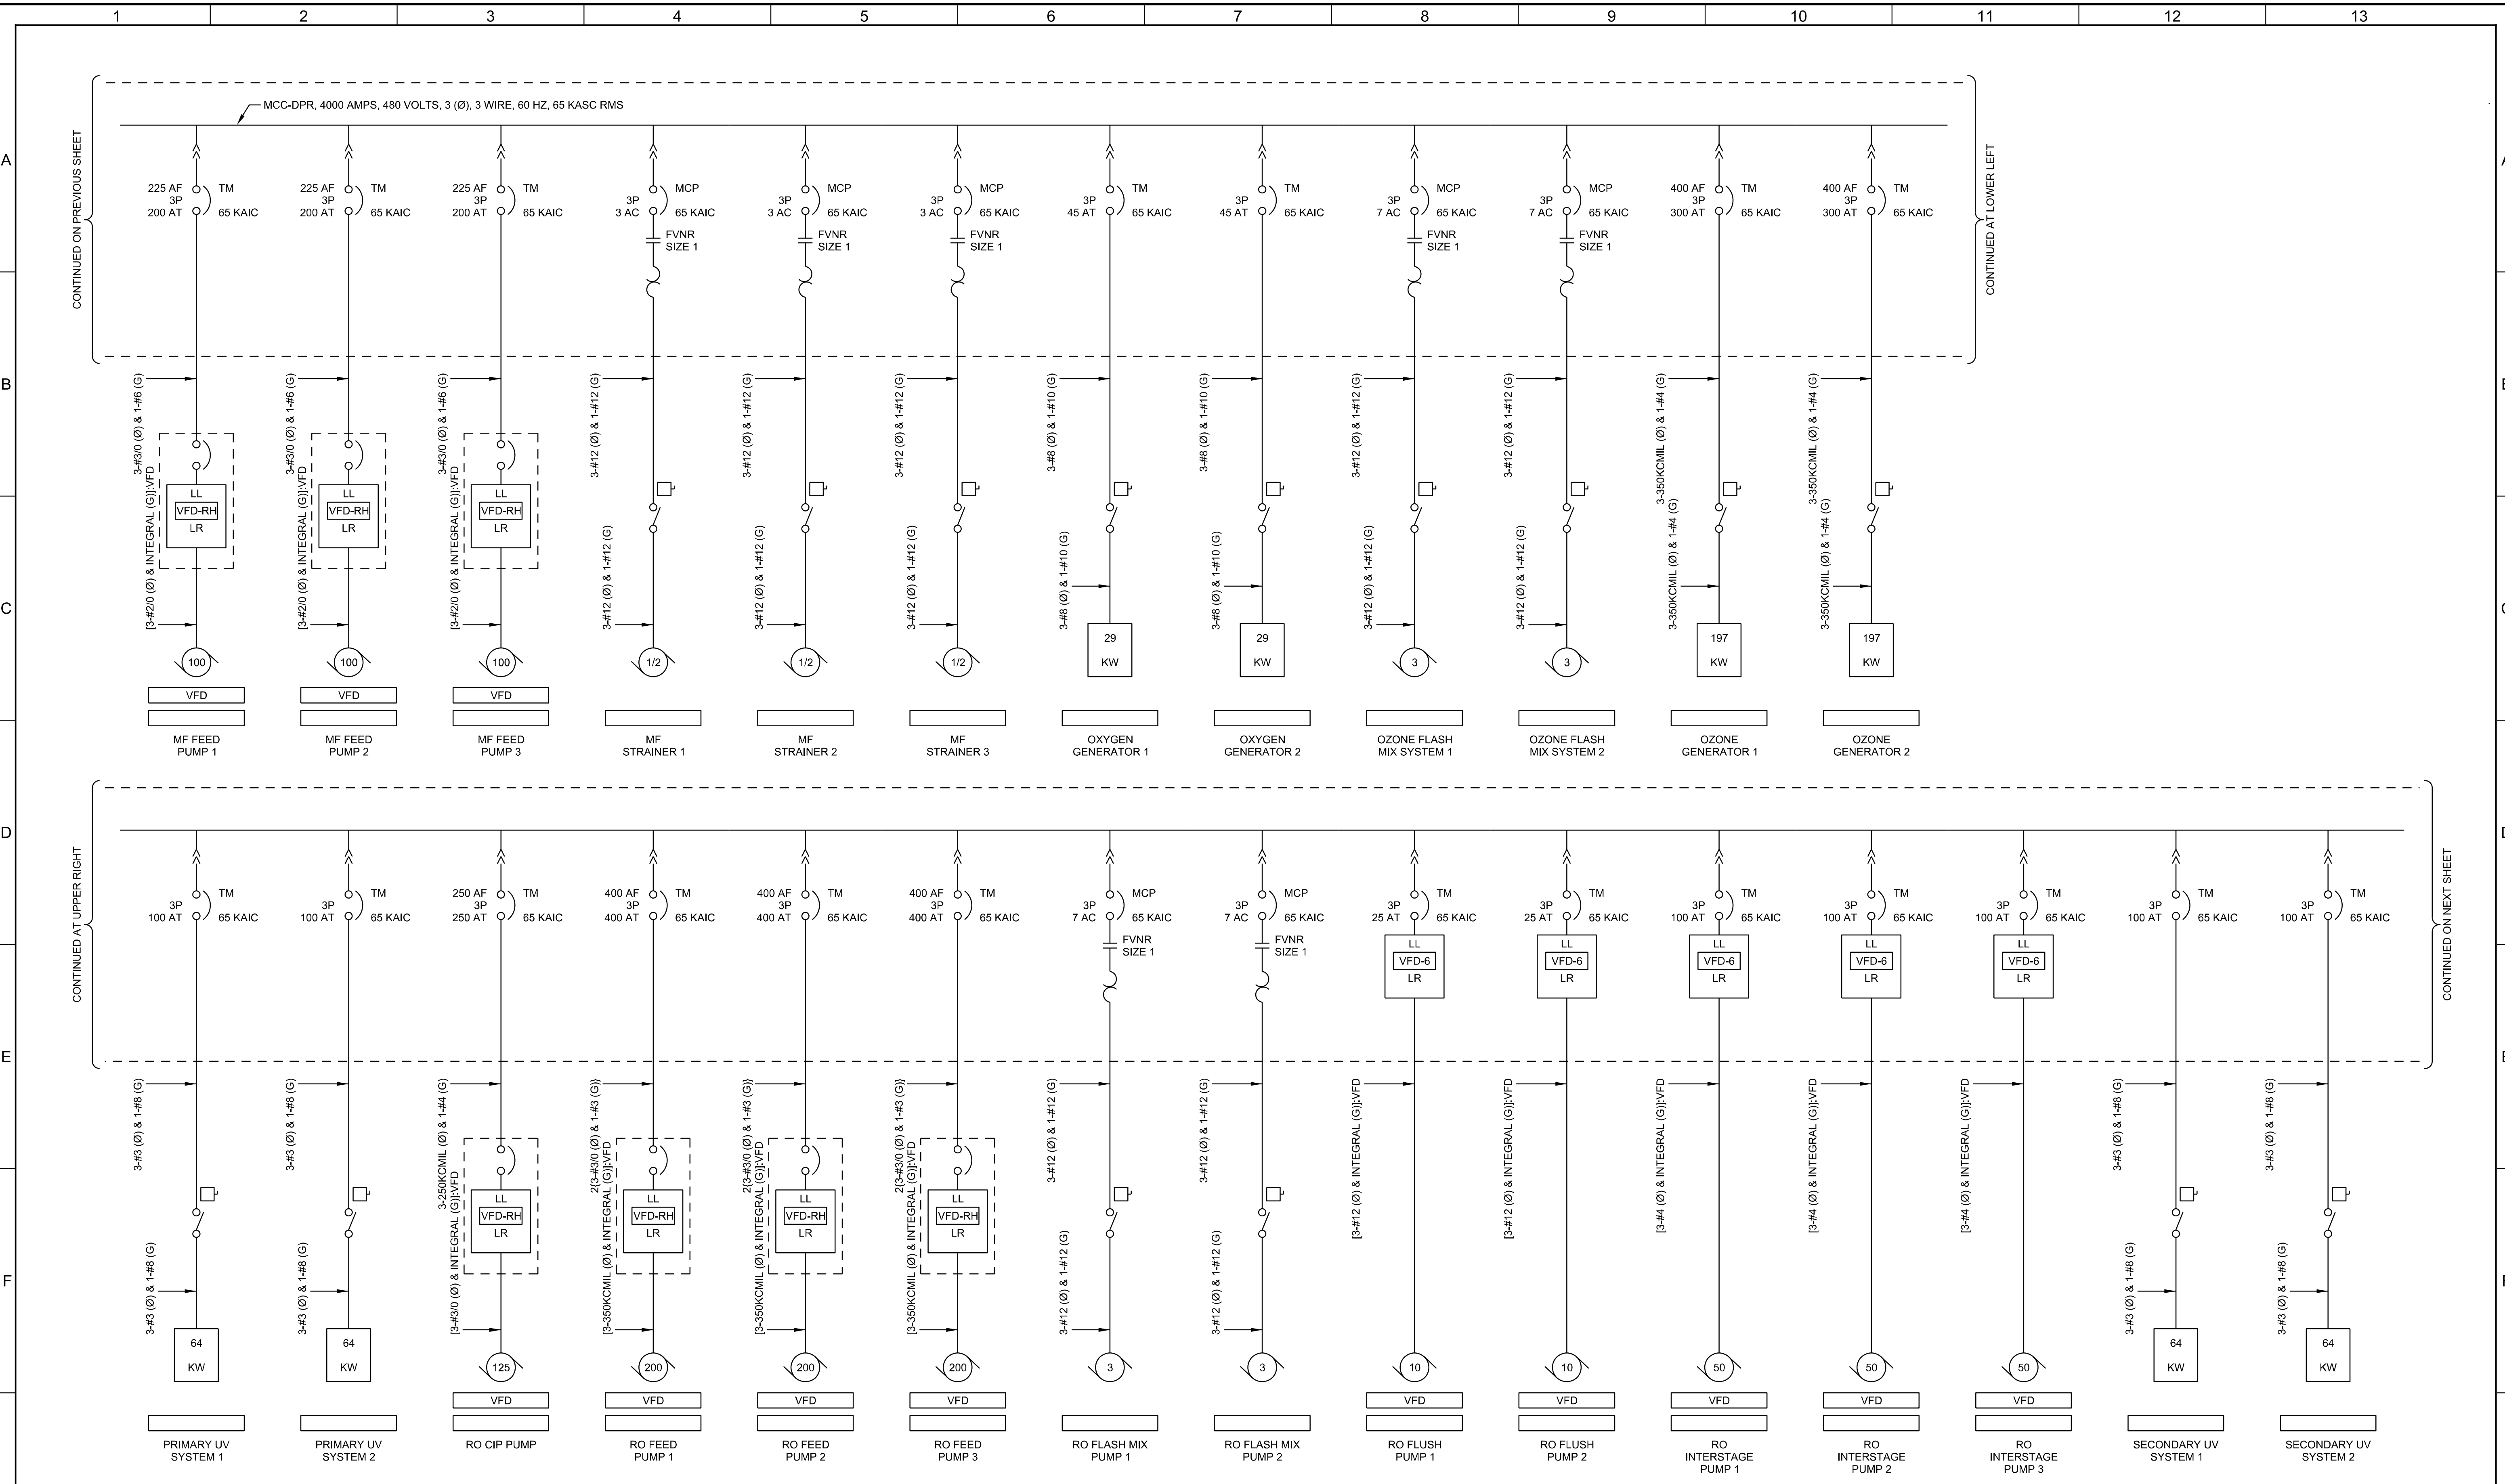 1 2 3 4 5 6 7 8 9 10 11 12 13
A
B
C
D
E
F
CONTINUED ON PREVIOUS SHEET
MCC-DPR, 4000 AMPS, 480 VOLTS, 3 (Ø), 3 WIRE, 60 HZ, 65 KASC RMS
CONTINUED AT LOWER LEFT
225 AF
3P
200 AT
TM
65 KAIC
3-#3/0 (Ø) & 1-#6 (G)
[3-#2/0 (Ø) & INTEGRAL (G)]:VFD
LL
VFD-RH
LR
100
VFD
MF FEED
PUMP 1
225 AF
3P
200 AT
TM
65 KAIC
3-#3/0 (Ø) & 1-#6 (G)
[3-#2/0 (Ø) & INTEGRAL (G)]:VFD
LL
VFD-RH
LR
100
VFD
MF FEED
PUMP 2
225 AF
3P
200 AT
TM
65 KAIC
3-#3/0 (Ø) & 1-#6 (G)
[3-#2/0 (Ø) & INTEGRAL (G)]:VFD
LL
VFD-RH
LR
100
VFD
MF FEED
PUMP 3
3P
3 AC
MCP
65 KAIC
FVNR
SIZE 1
3-#12 (Ø) & 1-#12 (G)
3-#12 (Ø) & 1-#12 (G)
1/2
MF
STRAINER 1
3P
3 AC
MCP
65 KAIC
FVNR
SIZE 1
3-#12 (Ø) & 1-#12 (G)
3-#12 (Ø) & 1-#12 (G)
1/2
MF
STRAINER 2
3P
3 AC
MCP
65 KAIC
FVNR
SIZE 1
3-#12 (Ø) & 1-#12 (G)
3-#12 (Ø) & 1-#12 (G)
1/2
MF
STRAINER 3
3P
45 AT
TM
65 KAIC
3-#8 (Ø) & 1-#10 (G)
3-#8 (Ø) & 1-#10 (G)
29
KW
OXYGEN
GENERATOR 1
3P
45 AT
TM
65 KAIC
3-#8 (Ø) & 1-#10 (G)
3-#8 (Ø) & 1-#10 (G)
29
KW
OXYGEN
GENERATOR 2
3P
7 AC
MCP
65 KAIC
FVNR
SIZE 1
3-#12 (Ø) & 1-#12 (G)
3-#12 (Ø) & 1-#12 (G)
3
OZONE FLASH
MIX SYSTEM 1
3P
7 AC
MCP
65 KAIC
FVNR
SIZE 1
3-#12 (Ø) & 1-#12 (G)
3-#12 (Ø) & 1-#12 (G)
3
OZONE FLASH
MIX SYSTEM 2
400 AF
3P
300 AT
TM
65 KAIC
3-350KCMIL (Ø) & 1-#4 (G)
3-350KCMIL (Ø) & 1-#4 (G)
197
KW
OZONE
GENERATOR 1
400 AF
3P
300 AT
TM
65 KAIC
3-350KCMIL (Ø) & 1-#4 (G)
3-350KCMIL (Ø) & 1-#4 (G)
197
KW
OZONE
GENERATOR 2
CONTINUED AT UPPER RIGHT
CONTINUED ON NEXT SHEET
3P
100 AT
TM
65 KAIC
3-#3 (Ø) & 1-#8 (G)
3-#3 (Ø) & 1-#8 (G)
64
KW
PRIMARY UV
SYSTEM 1
3P
100 AT
TM
65 KAIC
3-#3 (Ø) & 1-#8 (G)
3-#3 (Ø) & 1-#8 (G)
64
KW
PRIMARY UV
SYSTEM 2
250 AF
3P
250 AT
TM
65 KAIC
3-250KCMIL (Ø) & 1-#4 (G)
[3-#3/0 (Ø) & INTEGRAL (G)]:VFD
LL
VFD-RH
LR
125
VFD
RO CIP PUMP
400 AF
3P
400 AT
TM
65 KAIC
2{3-#3/0 (Ø) & 1-#3 (G)}
[3-350KCMIL (Ø) & INTEGRAL (G)]:VFD
LL
VFD-RH
LR
200
VFD
RO FEED
PUMP 1
400 AF
3P
400 AT
TM
65 KAIC
2{3-#3/0 (Ø) & 1-#3 (G)}
[3-350KCMIL (Ø) & INTEGRAL (G)]:VFD
LL
VFD-RH
LR
200
VFD
RO FEED
PUMP 2
400 AF
3P
400 AT
TM
65 KAIC
2{3-#3/0 (Ø) & 1-#3 (G)}
[3-350KCMIL (Ø) & INTEGRAL (G)]:VFD
LL
VFD-RH
LR
200
VFD
RO FEED
PUMP 3
3P
7 AC
MCP
65 KAIC
FVNR
SIZE 1
3-#12 (Ø) & 1-#12 (G)
3-#12 (Ø) & 1-#12 (G)
3
RO FLASH MIX
PUMP 1
3P
7 AC
MCP
65 KAIC
FVNR
SIZE 1
3-#12 (Ø) & 1-#12 (G)
3-#12 (Ø) & 1-#12 (G)
3
RO FLASH MIX
PUMP 2
3P
25 AT
TM
65 KAIC
LL
VFD-6
LR
[3-#12 (Ø) & INTEGRAL (G)]:VFD
10
VFD
RO FLUSH
PUMP 1
3P
25 AT
TM
65 KAIC
LL
VFD-6
LR
[3-#12 (Ø) & INTEGRAL (G)]:VFD
10
VFD
RO FLUSH
PUMP 2
3P
100 AT
TM
65 KAIC
LL
VFD-6
LR
[3-#4 (Ø) & INTEGRAL (G)]:VFD
50
VFD
RO
INTERSTAGE
PUMP 1
3P
100 AT
TM
65 KAIC
LL
VFD-6
LR
[3-#4 (Ø) & INTEGRAL (G)]:VFD
50
VFD
RO
INTERSTAGE
PUMP 2
3P
100 AT
TM
65 KAIC
LL
VFD-6
LR
[3-#4 (Ø) & INTEGRAL (G)]:VFD
50
VFD
RO
INTERSTAGE
PUMP 3
3P
100 AT
TM
65 KAIC
3-#3 (Ø) & 1-#8 (G)
3-#3 (Ø) & 1-#8 (G)
64
KW
SECONDARY UV
SYSTEM 1
3P
100 AT
TM
65 KAIC
3-#3 (Ø) & 1-#8 (G)
3-#3 (Ø) & 1-#8 (G)
64
KW
SECONDARY UV
SYSTEM 2